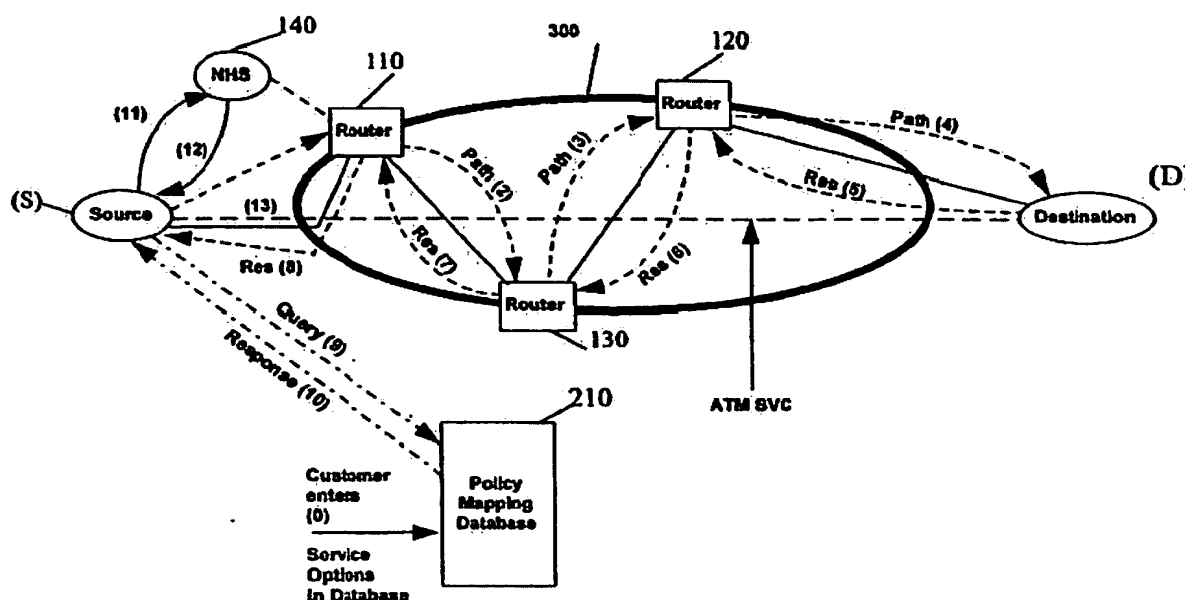 140
300
120
NHS
110
Router
Router
(11)
(12)
Path (2)
Path (3)
Path (4)
Res (5)
(S)
Source
(13)
(D)
Destination
Res (8)
Res (7)
Res (6)
Router
130
Query (9)
Response (10)
ATM SVC
210
Customer
enters
(0)
Service
Options
in Database
Policy
Mapping
Database